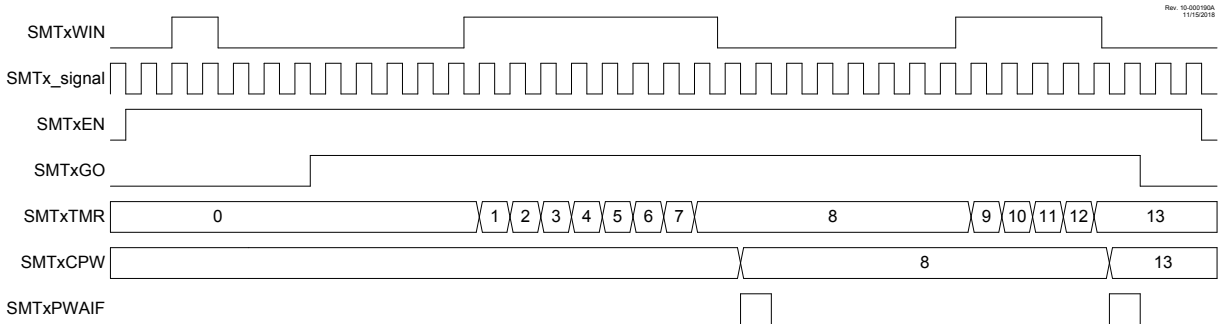 Rev. 10-000190A
11/15/2018
SMTxWIN
SMTx_signal
SMTxEN
SMTxGO
SMTxTMR 0 1 2 3 4 5 6 7 8 9 10 11 12 13
SMTxCPW 8 13
SMTxPWAIF